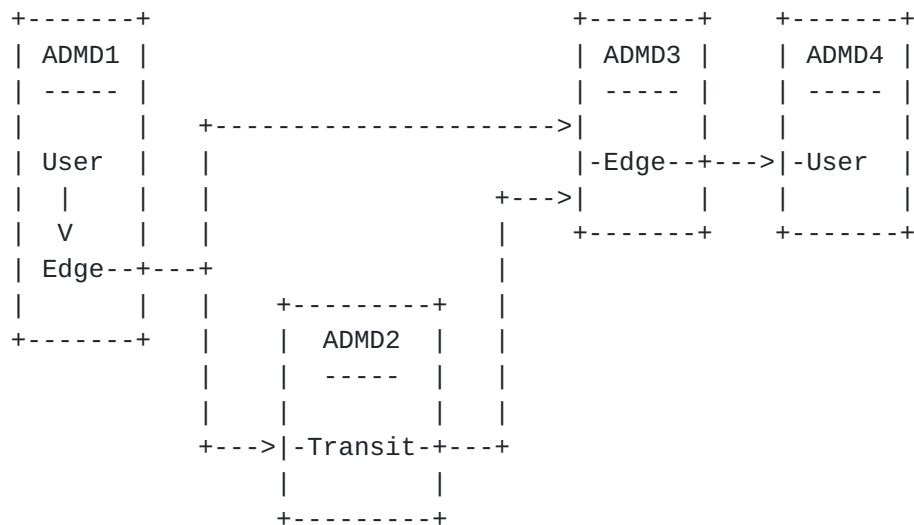 +-------+                           +-------+    +-------+
| ADMD1 |                           | ADMD3 |    | ADMD4 |
| ----- |                           | ----- |    | ----- |
|       |   +---------------------->|       |    |       |
| User  |   |                       |-Edge--+--->|-User  |
|  |    |   |                  +--->|       |    |       |
|  V    |   |                  |    +-------+    +-------+
| Edge--+---+                  |
|       |   |    +---------+   |
+-------+   |    |  ADMD2  |   |
            |    |  -----  |   |
            |    |         |   |
            +--->|-Transit-+---+
                 |         |
                 +---------+